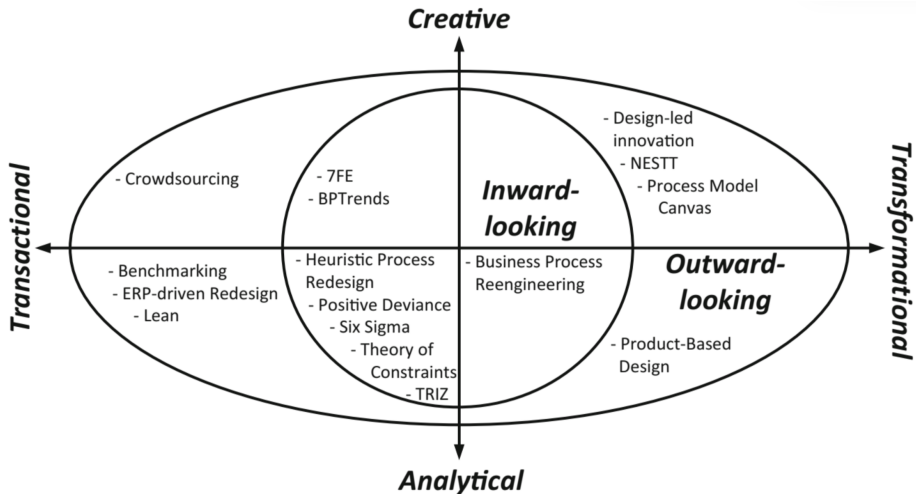 Creative
- Design-led
innovation
- NESTT
- Process Model
Canvas
- Crowdsourcing
- 7FE
- BPTrends
Inward-
looking
Transactional
Transformational
- Heuristic Process
Redesign
- Positive Deviance
- Six Sigma
- Theory of
Constraints
- TRIZ
- Business Process
Reengineering
Outward-
looking
- Benchmarking
- ERP-driven Redesign
- Lean
- Product-Based
Design
Analytical